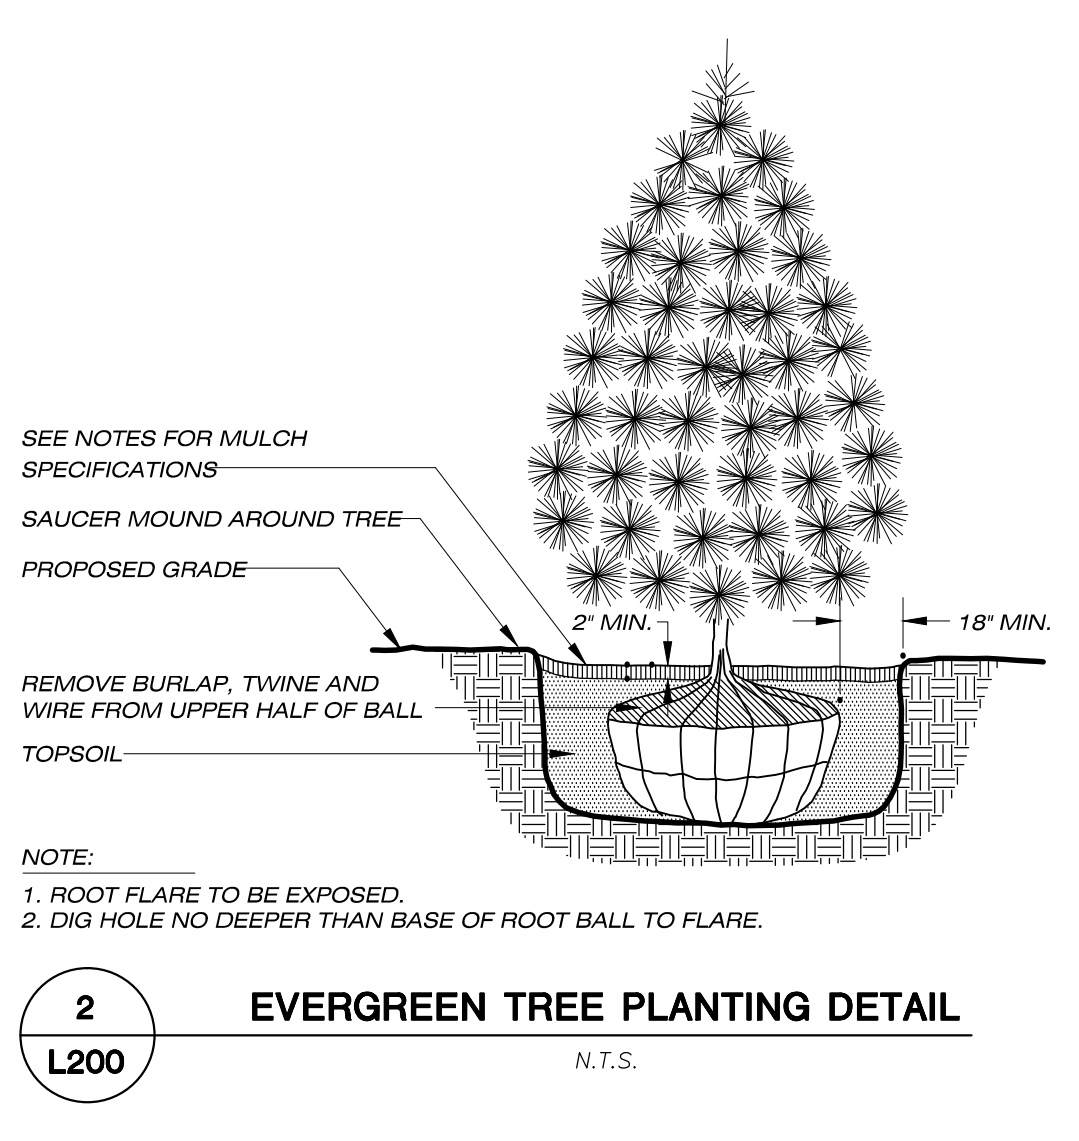 SEE NOTES FOR MULCH
SPECIFICATIONS
SAUCER MOUND AROUND TREE
PROPOSED GRADE
2" MIN.
18" MIN.
REMOVE BURLAP, TWINE AND
WIRE FROM UPPER HALF OF BALL
TOPSOIL
NOTE:
1. ROOT FLARE TO BE EXPOSED.
2. DIG HOLE NO DEEPER THAN BASE OF ROOT BALL TO FLARE.
2
L200
EVERGREEN TREE PLANTING DETAIL
N.T.S.